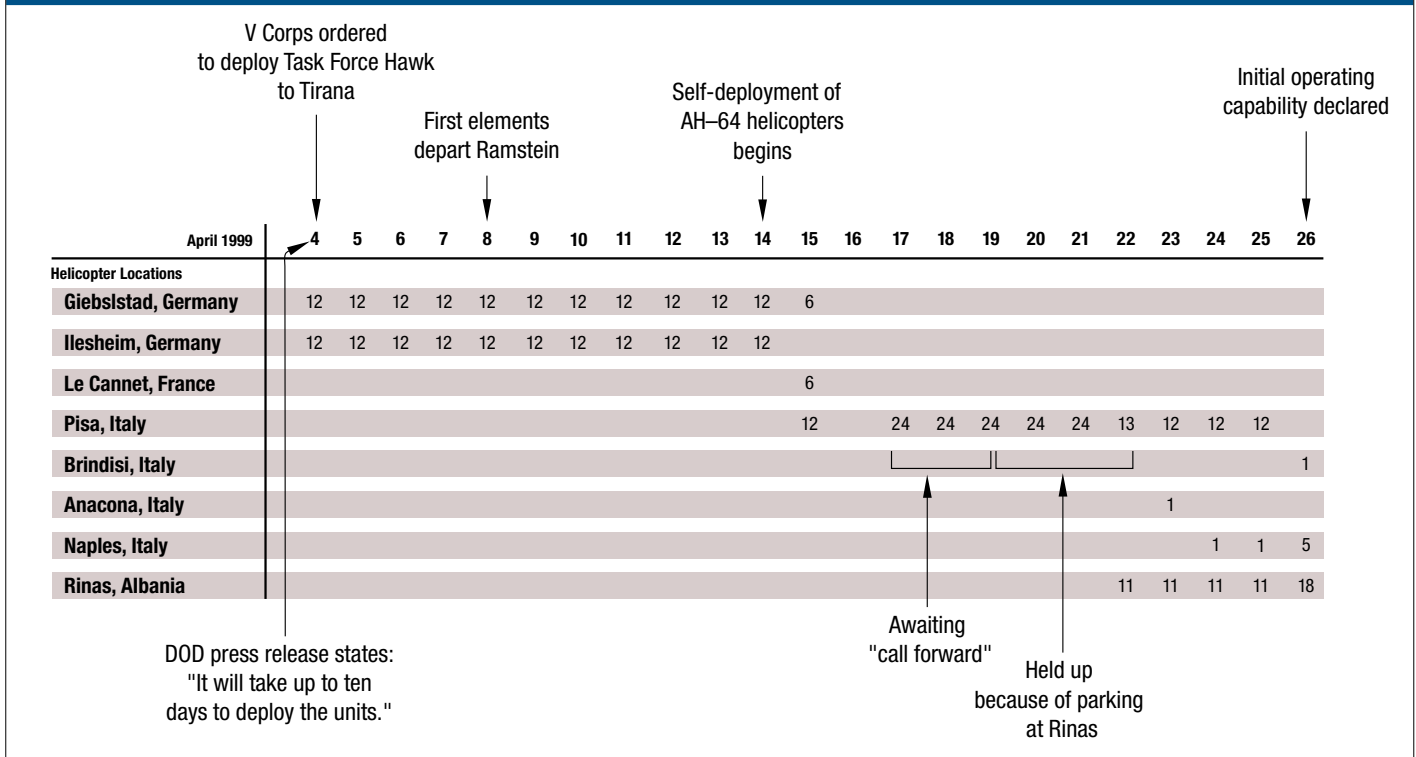 V Corps ordered
to deploy Task Force Hawk
to Tirana
First elements
depart Ramstein
Self-deployment of
AH–64 helicopters
begins
Initial operating
capability declared
April 1999 4 5 6 7 8 9 10 11 12 13 14 15 16 17 18 19 20 21 22 23 24 25 26
Helicopter Locations
Giebslstad, Germany 12 12 12 12 12 12 12 12 12 12 12 6
Ilesheim, Germany 12 12 12 12 12 12 12 12 12 12 12
Le Cannet, France 6
Pisa, Italy 12 24 24 24 24 24 13 12 12 12
Brindisi, Italy 1
Anacona, Italy 1
Naples, Italy 1 1 5
Rinas, Albania 11 11 11 11 18
DOD press release states:
"It will take up to ten
days to deploy the units."
Awaiting
"call forward"
Held up
because of parking
at Rinas